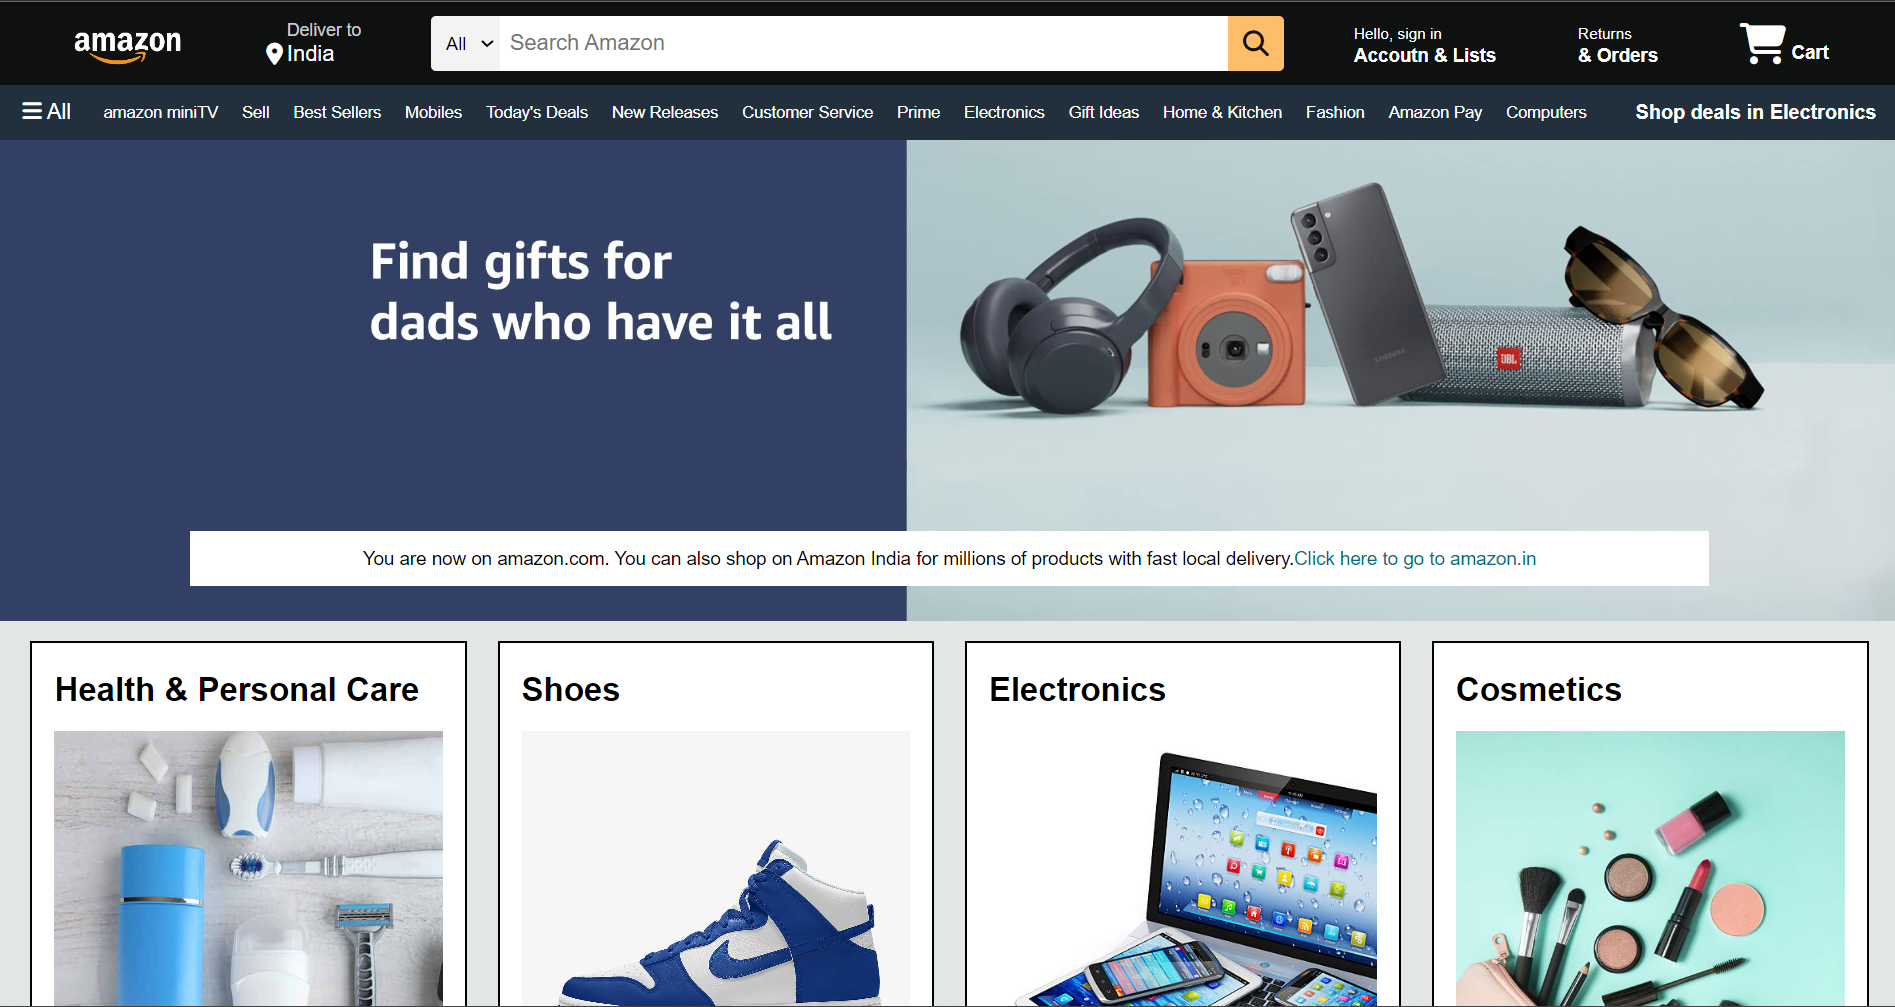 amazon
Deliver to
India
All
Search Amazon
Hello, sign in
Accoutn & Lists
Returns
& Orders
Cart
All
amazon miniTV
Sell
Best Sellers
Mobiles
Today's Deals
New Releases
Customer Service
Prime
Electronics
Gift Ideas
Home & Kitchen
Fashion
Amazon Pay
Computers
Shop deals in Electronics
Find gifts for
dads who have it all
SAMSUNG
JBL
You are now on amazon.com. You can also shop on Amazon India for millions of products with fast local delivery.Click here to go to amazon.in
Health & Personal Care
Shoes
Electronics
Cosmetics